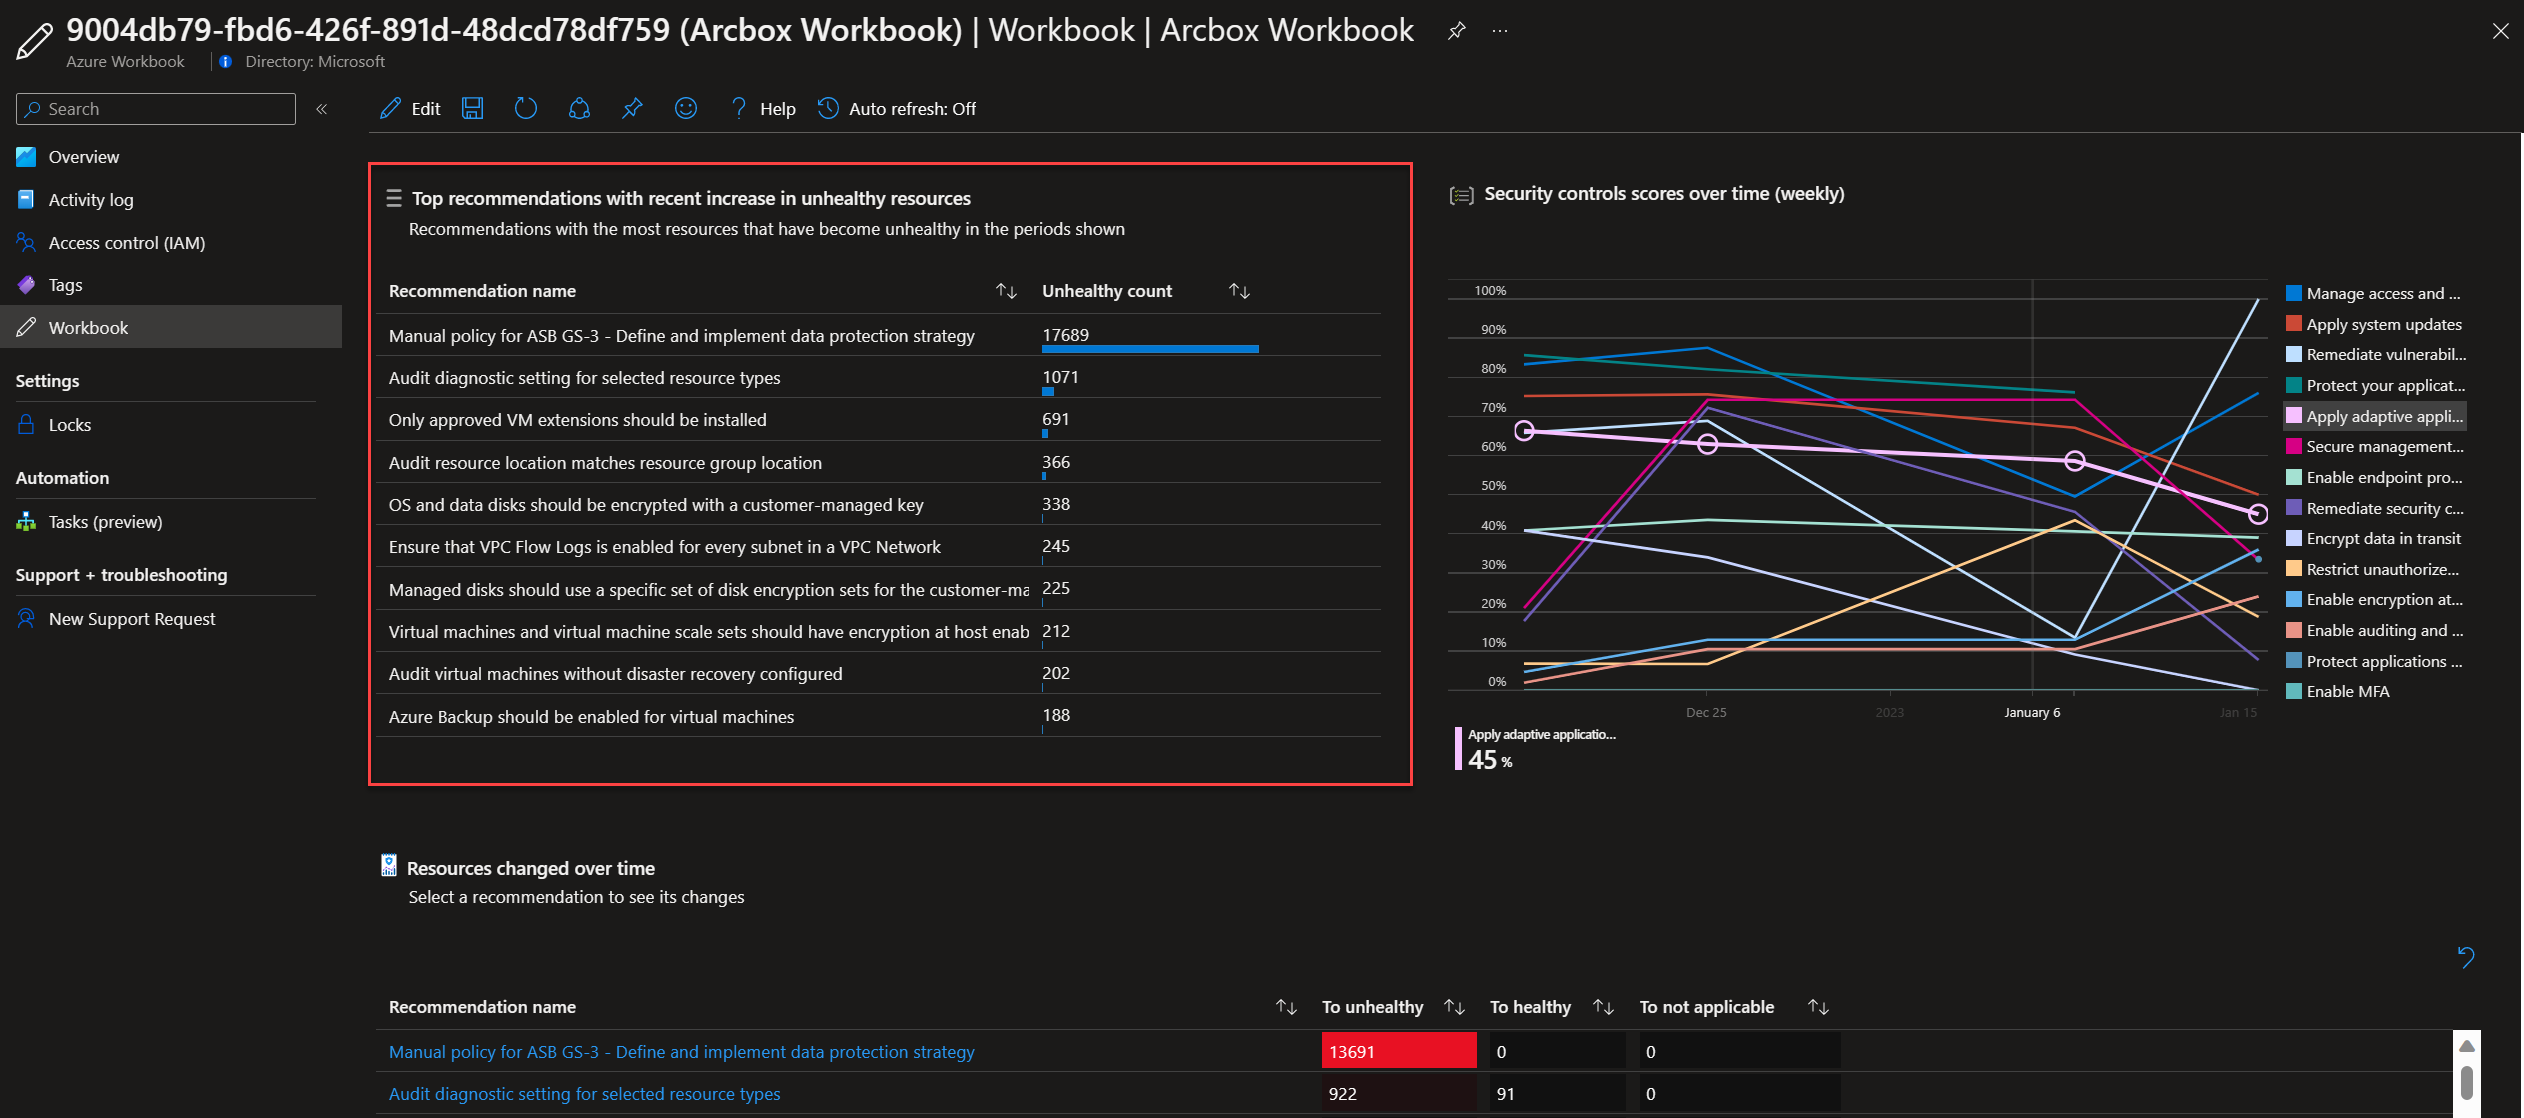 9004db79-fbd6-426f-891d-48dcd78df759 (Arcbox Workbook) | Workbook | Arcbox Workbook
Azure Workbook
Directory: Microsoft
Search
Overview
Activity log
Access control (IAM)
Tags
Workbook
Settings
Locks
Automation
Tasks (preview)
Support + troubleshooting
New Support Request
Edit
Help
Auto refresh: Off
Top recommendations with recent increase in unhealthy resources
Recommendations with the most resources that have become unhealthy in the periods shown
Recommendation name Unhealthy count
Manual policy for ASB GS-3 - Define and implement data protection strategy 17689
Audit diagnostic setting for selected resource types 1071
Only approved VM extensions should be installed 691
Audit resource location matches resource group location 366
OS and data disks should be encrypted with a customer-managed key 338
Ensure that VPC Flow Logs is enabled for every subnet in a VPC Network 245
Managed disks should use a specific set of disk encryption sets for the customer-ma 225
Virtual machines and virtual machine scale sets should have encryption at host enab 212
Audit virtual machines without disaster recovery configured 202
Azure Backup should be enabled for virtual machines 188
Security controls scores over time (weekly)
100%
90%
80%
70%
60%
50%
40%
30%
20%
10%
0%
Dec 25 2023 January 6 Jan 15
Manage access and ...
Apply system updates
Remediate vulnerabil...
Protect your applicat...
Apply adaptive appli...
Secure management...
Enable endpoint pro...
Remediate security c...
Encrypt data in transit
Restrict unauthorize...
Enable encryption at...
Enable auditing and ...
Protect applications ...
Enable MFA
Apply adaptive applicatio...
45 %
Resources changed over time
Select a recommendation to see its changes
Recommendation name To unhealthy To healthy To not applicable
Manual policy for ASB GS-3 - Define and implement data protection strategy 13691 0 0
Audit diagnostic setting for selected resource types 922 91 0